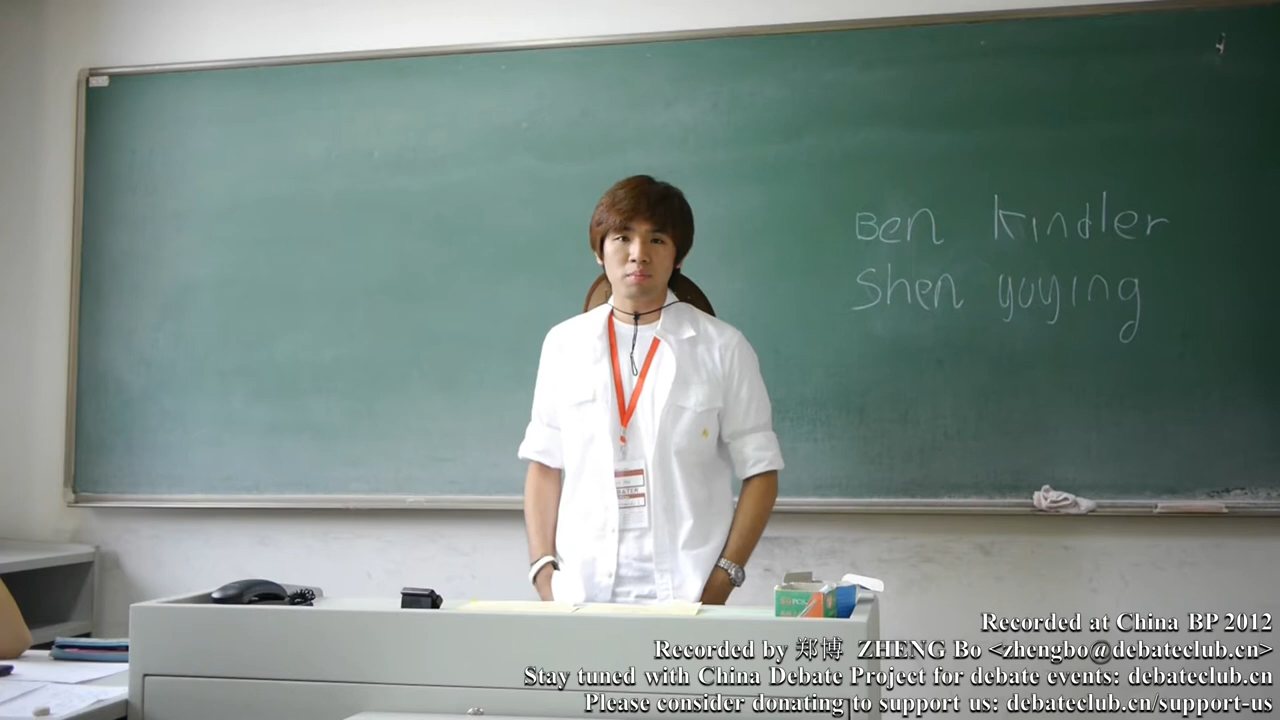 Ben Kindler
Shen yuying
Recorded at China BP 2012
Recorded by 郑博 ZHENG Bo <zhengbo@debateclub.cn>
Stay tuned with China Debate Project for debate events: debateclub.cn
Please consider donating to support us: debateclub.cn/support-us